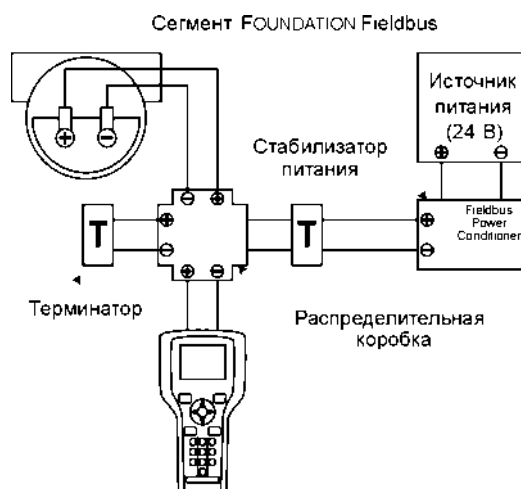 Сегмент FOUNDATION Fieldbus
Источник
питания
(24 В)
Стабилизатор
питания
Fieldbus
Power
Conditioner
T
T
Терминатор
Распределительная
коробка